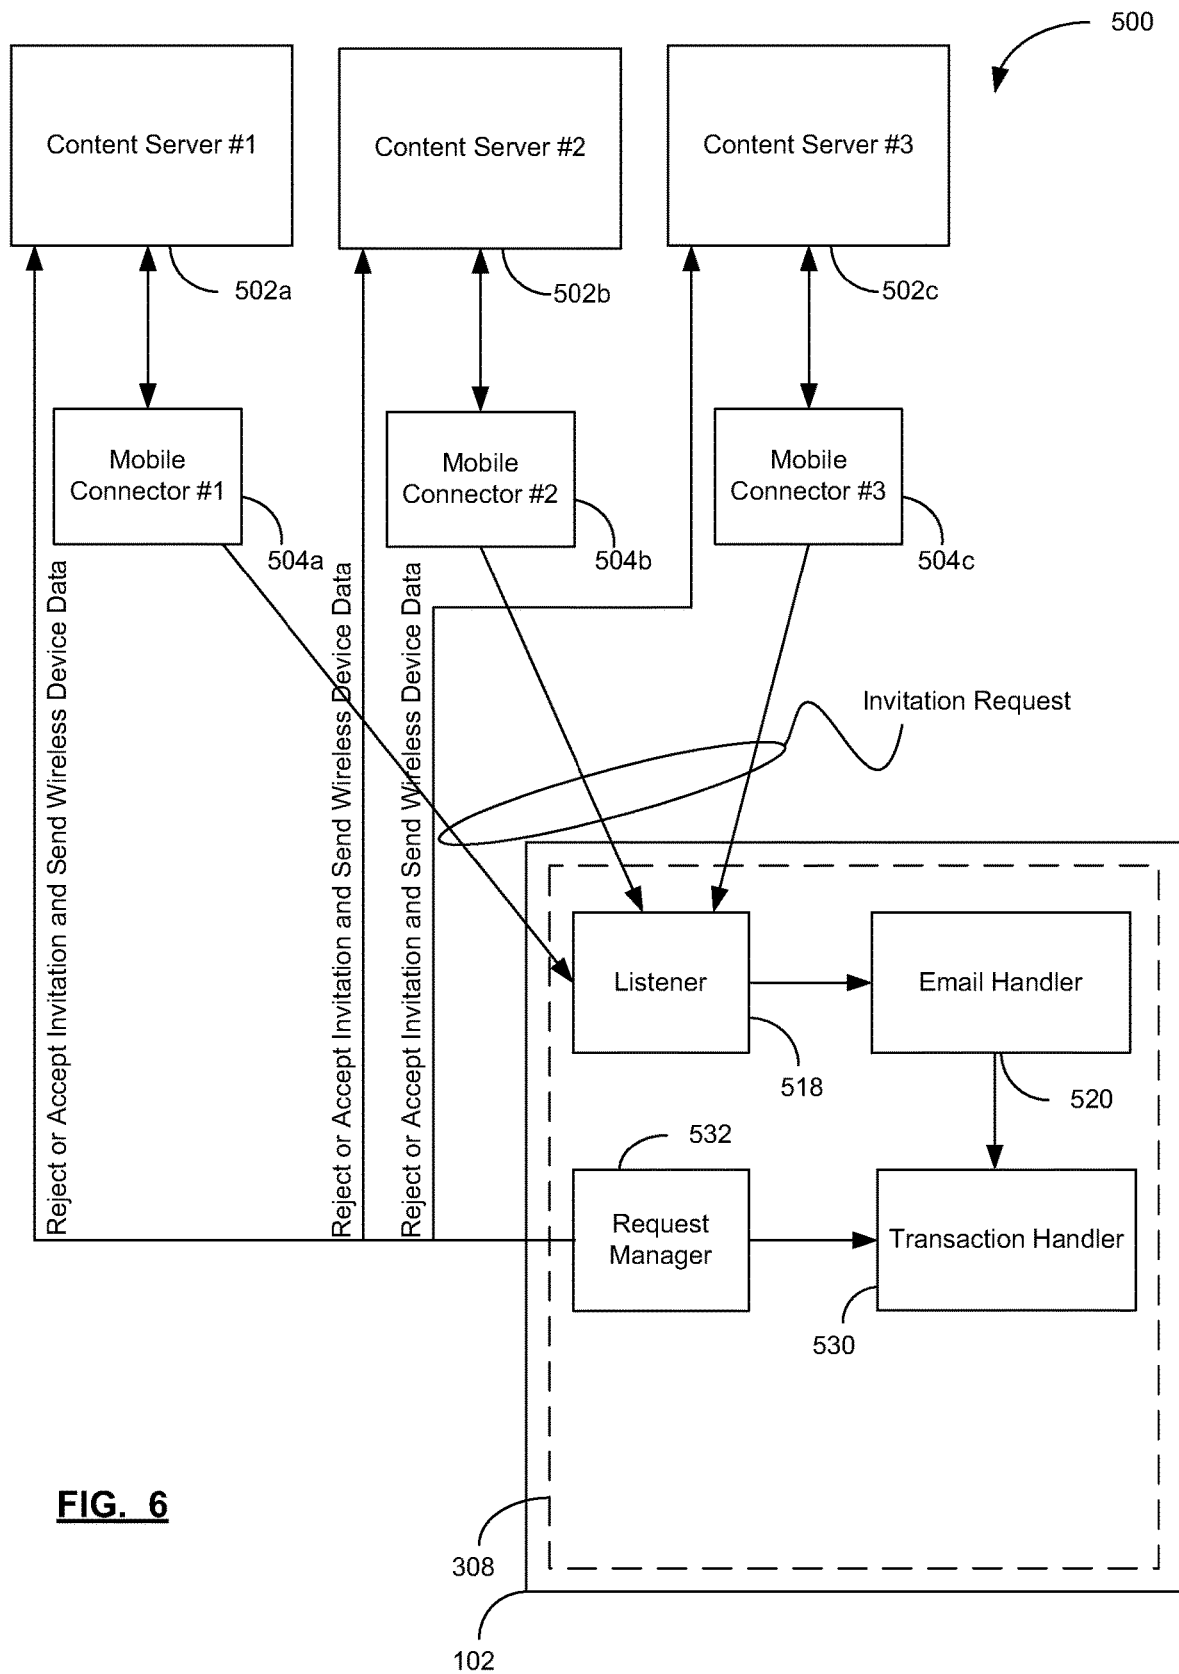 500
Content Server #1
Content Server #2
Content Server #3
502a
502b
502c
Mobile
Connector #1
Mobile
Connector #2
Mobile
Connector #3
504a
504b
504c
Reject or Accept Invitation and Send Wireless Device Data
Reject or Accept Invitation and Send Wireless Device Data
Reject or Accept Invitation and Send Wireless Device Data
Invitation Request
Listener
Email Handler
518
520
532
Request
Manager
Transaction Handler
530
FIG. 6
308
102